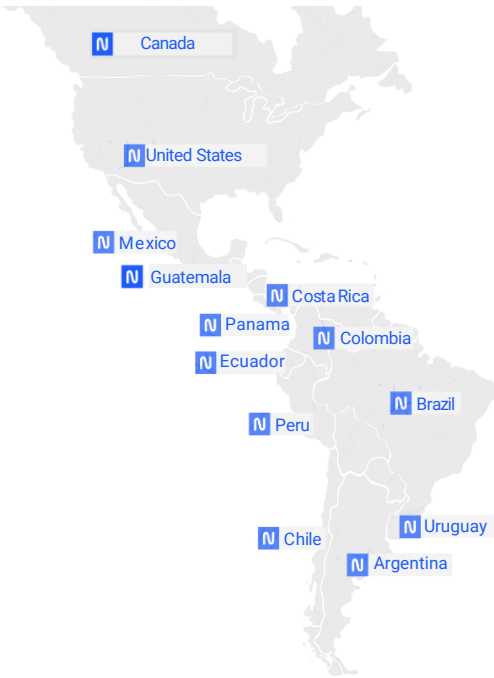 Canada
United States
Mexico
Guatemala
Costa Rica
Panama
Colombia
Ecuador
Brazil
Peru
Uruguay
Chile
Argentina